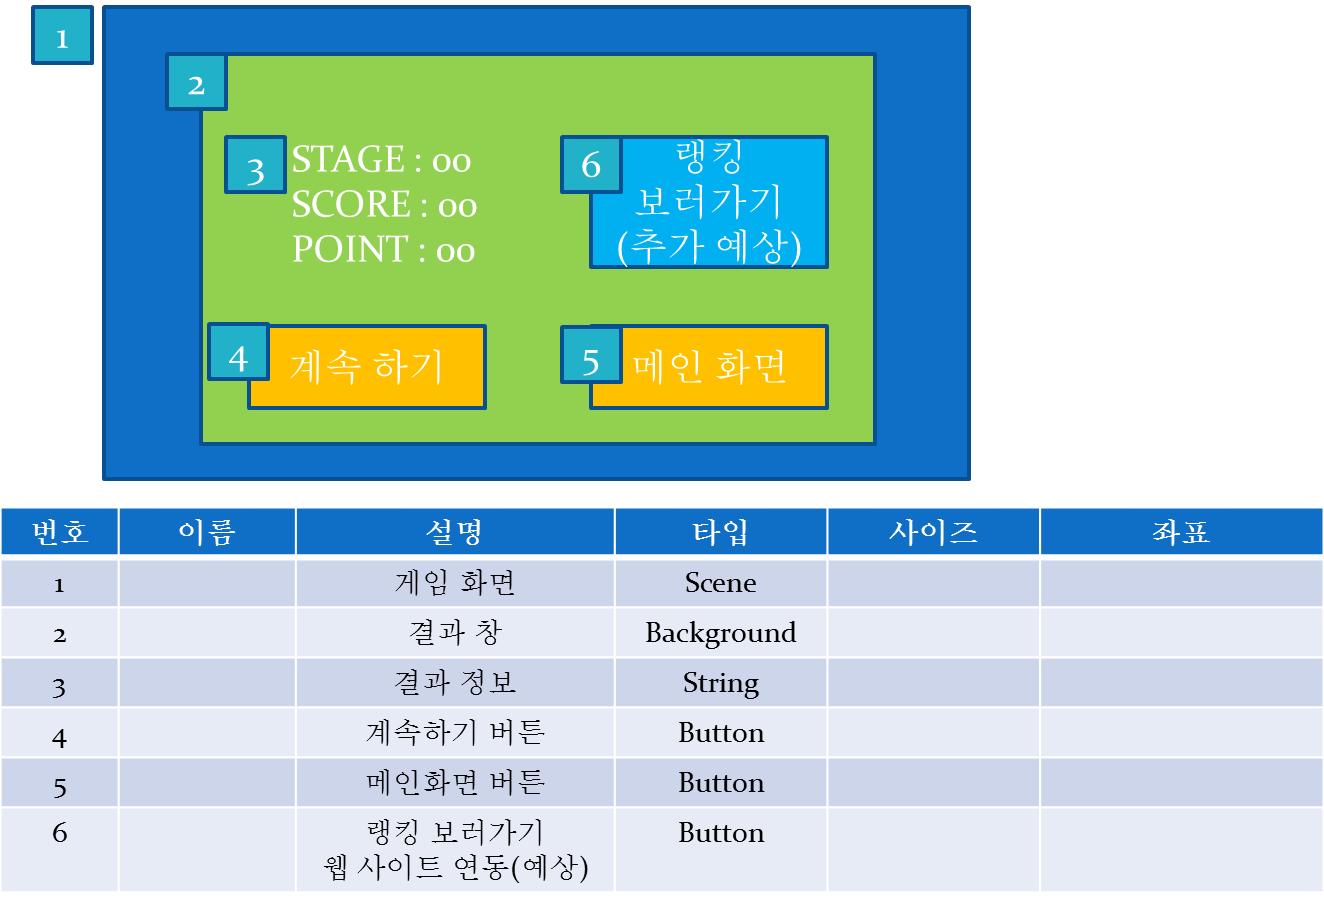 1
2
3
STAGE : 00
SCORE : 00
POINT : 00
6
랭킹
보러가기
(추가 예상)
4
계속 하기
5
메인 화면
번호 이름 설명 타입 사이즈 좌표
1 게임 화면 Scene
2 결과 창 Background
3 결과 정보 String
4 계속하기 버튼 Button
5 메인화면 버튼 Button
6 랭킹 보러가기 Button
웹 사이트 연동(예상)